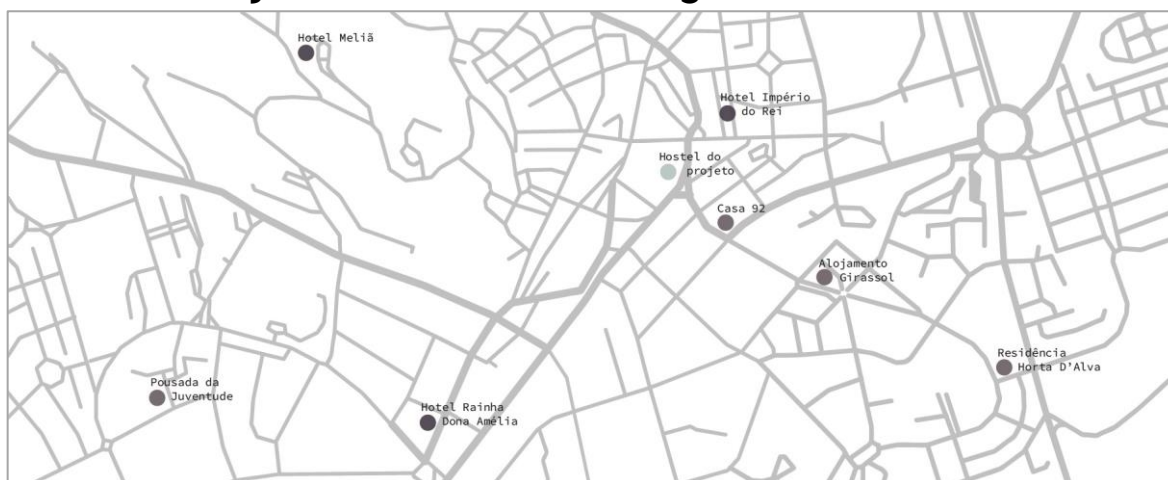 Hotel Meliã
Hotel Império
do Rei
Hostel do
projeto
Casa 92
Alojamento
Girassol
Residência
Horta D'Alva
Pousada da
Juventude
Hotel Rainha
Dona Amélia